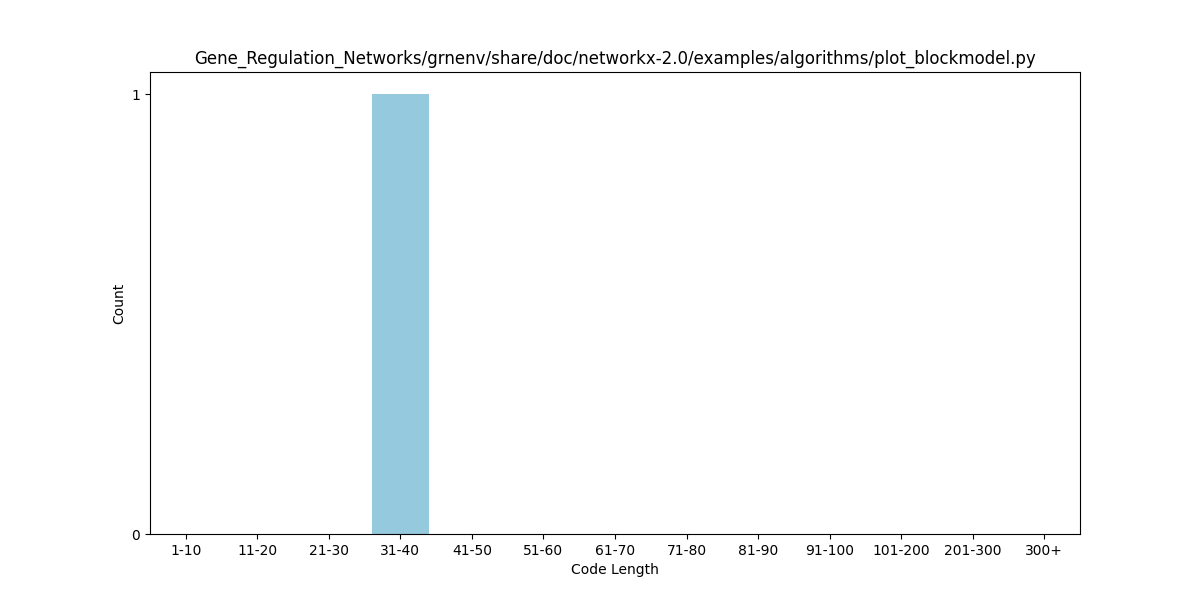 Gene_Regulation_Networks/grnenv/share/doc/networkx-2.0/examples/algorithms/plot_blockmodel.py
1
Count
0
1-10 11-20 21-30 31-40 41-50 51-60 61-70 71-80 81-90 91-100 101-200 201-300 300+
Code Length